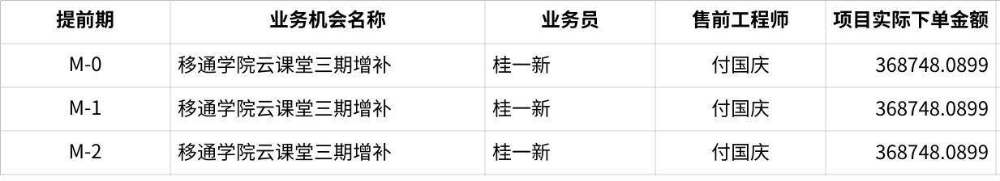 提前期 业务机会名称 业务员 售前工程师 项目实际下单金额
M-0 移通学院云课堂三期增补 桂一新 付国庆 368748.0899
M-1 移通学院云课堂三期增补 桂一新 付国庆 368748.0899
M-2 移通学院云课堂三期增补 桂一新 付国庆 368748.0899